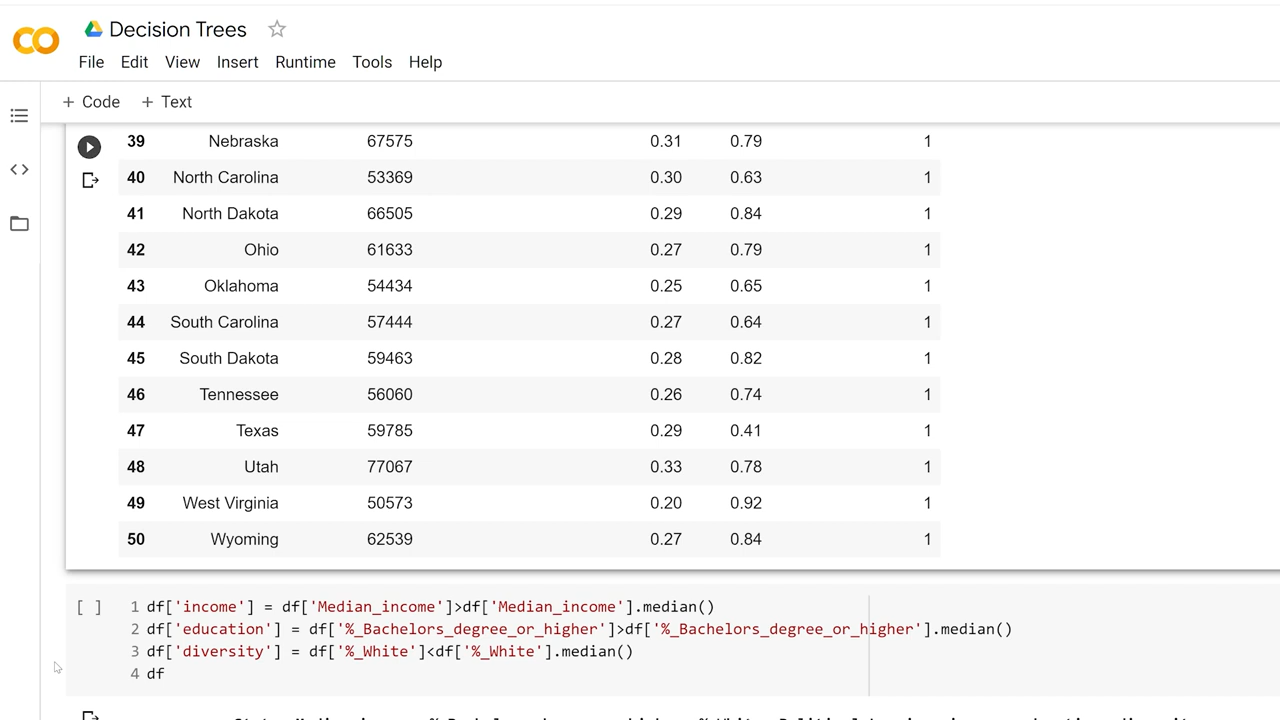 Decision Trees
File Edit View Insert Runtime Tools Help
+ Code + Text
39 Nebraska 67575 0.31 0.79 1
40 North Carolina 53369 0.30 0.63 1
41 North Dakota 66505 0.29 0.84 1
42 Ohio 61633 0.27 0.79 1
43 Oklahoma 54434 0.25 0.65 1
44 South Carolina 57444 0.27 0.64 1
45 South Dakota 59463 0.28 0.82 1
46 Tennessee 56060 0.26 0.74 1
47 Texas 59785 0.29 0.41 1
48 Utah 77067 0.33 0.78 1
49 West Virginia 50573 0.20 0.92 1
50 Wyoming 62539 0.27 0.84 1
[ ] 1 df['income'] = df['Median_income']>df['Median_income'].median()
2 df['education'] = df['%_Bachelors_degree_or_higher']>df['%_Bachelors_degree_or_higher'].median()
3 df['diversity'] = df['%_White']<df['%_White'].median()
4 df